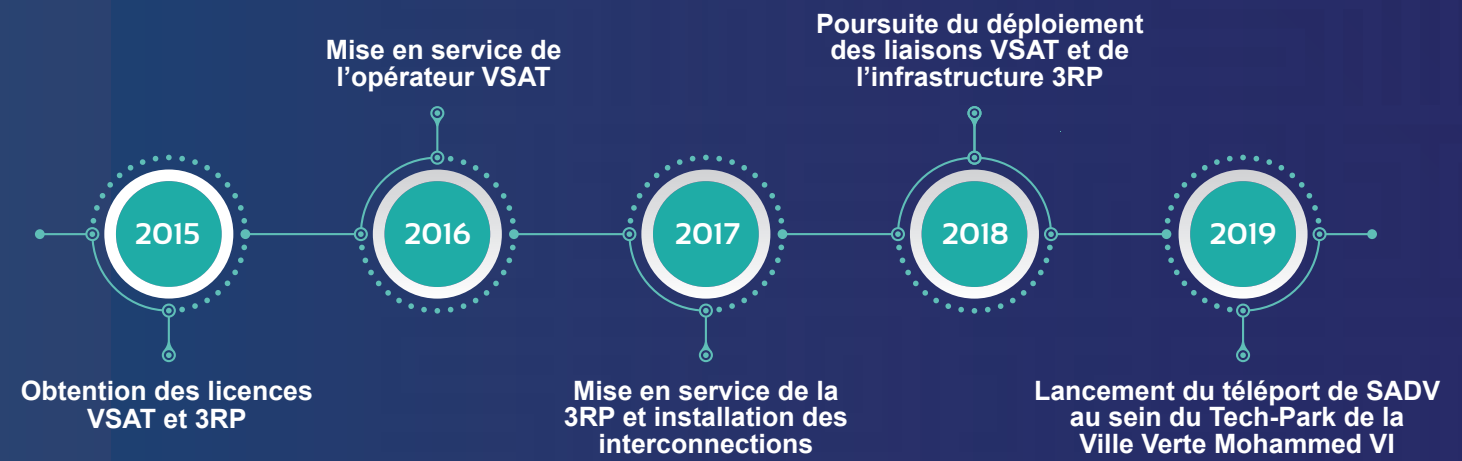 2015
Obtention des licences
VSAT et 3RP
Mise en service de
l’opérateur VSAT
2016
2017
Mise en service de la
3RP et installation des
interconnections
Poursuite du déploiement
des liaisons VSAT et de
l’infrastructure 3RP
2018
2019
Lancement du téléport de SADV
au sein du Tech-Park de la
Ville Verte Mohammed VI